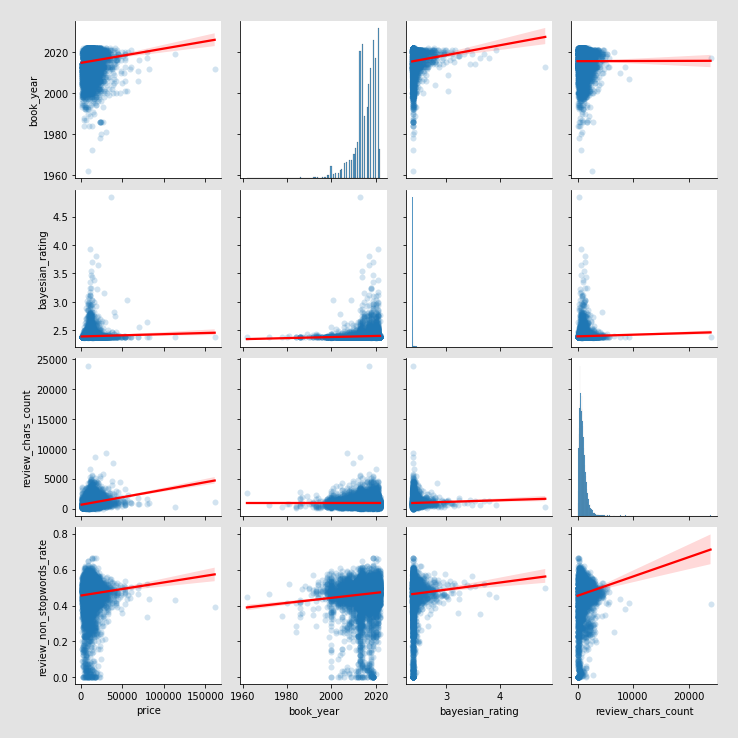 2020
2000
1980
1960
book_year
4.5
4.0
3.5
3.0
2.5
bayesian_rating
25000
20000
15000
10000
5000
0
review_chars_count
0.8
0.6
0.4
0.2
0.0
review_non_stopwords_rate
0 50000 100000 150000
price
1960 1980 2000 2020
book_year
3 4
bayesian_rating
0 10000 20000
review_chars_count